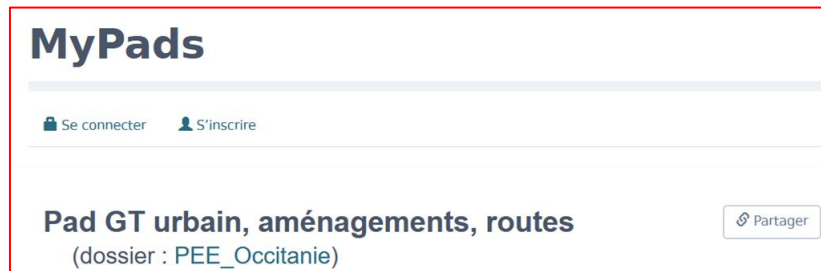 MyPads
Se connecter S'inscrire
Pad GT urbain, aménagements, routes Partager
(dossier : PEE_Occitanie)